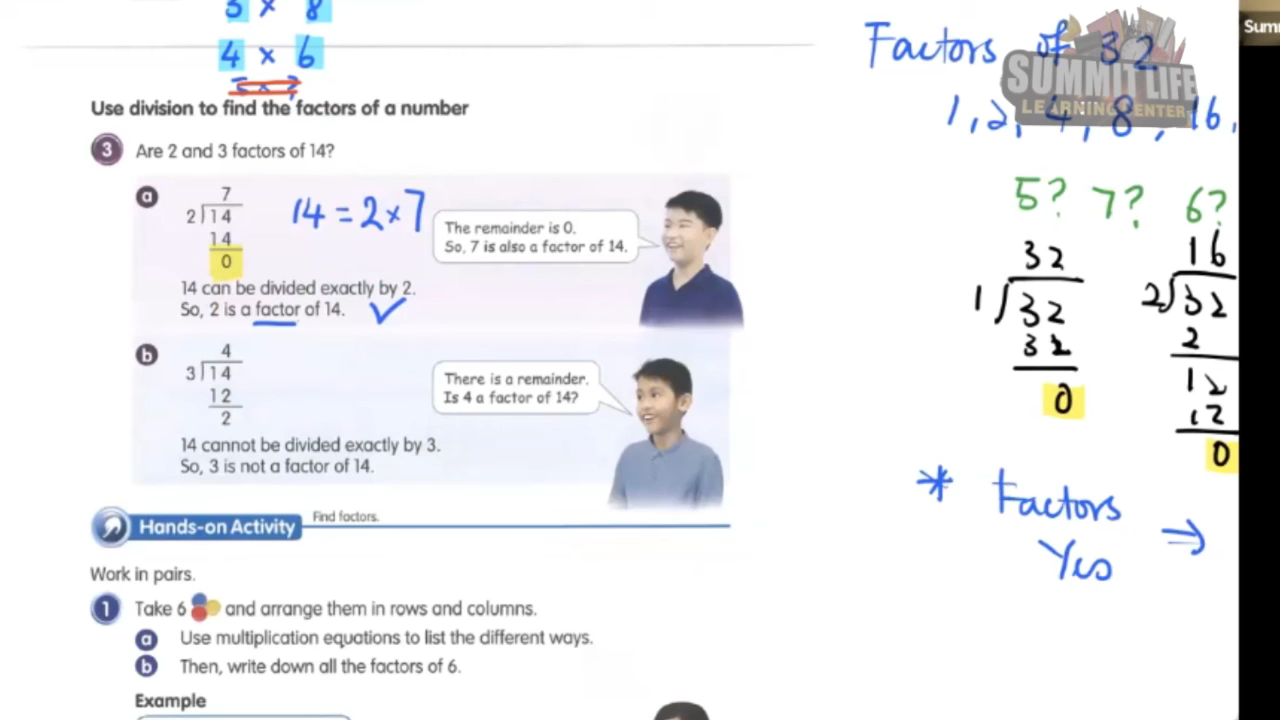 3 × 8
4 × 6
Use division to find the factors of a number
3 Are 2 and 3 factors of 14?
a
7
2 14
14
0
14 = 2 × 7
The remainder is 0.
So, 7 is also a factor of 14.
14 can be divided exactly by 2.
So, 2 is a factor of 14. ✓
b
4
3 14
12
2
There is a remainder.
Is 4 a factor of 14?
14 cannot be divided exactly by 3.
So, 3 is not a factor of 14.
Hands-on Activity Find factors.
Work in pairs.
1 Take 6 and arrange them in rows and columns.
a Use multiplication equations to list the different ways.
b Then, write down all the factors of 6.
Example
Factors of 32
1, 2, 4, 8, 16,
SUMMIT LIFE
LEARNING CENTER
5? 7? 6?
32
1 32
32
0
16
2 32
2
12
12
0
* Factors
Yes →
Sum